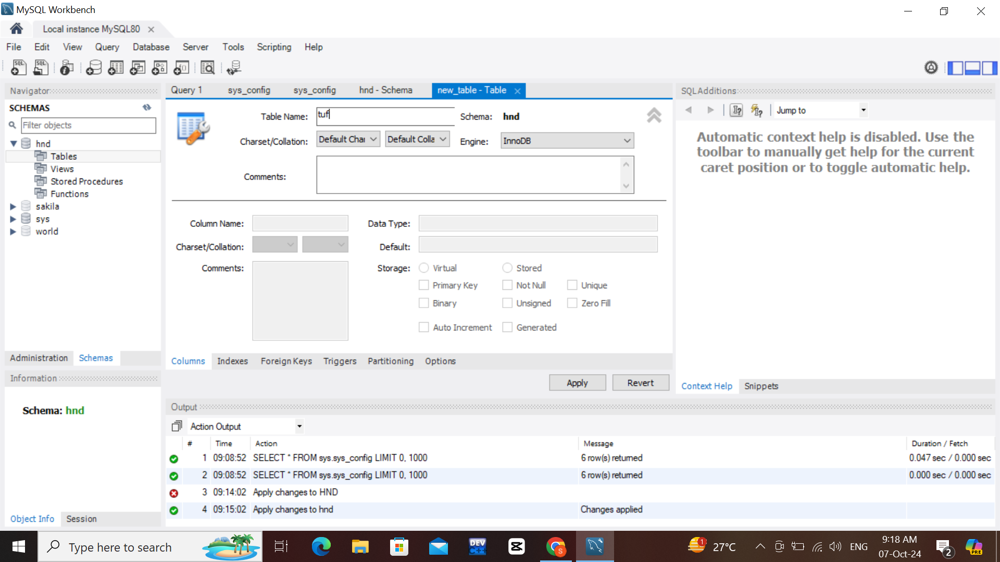 MySQL Workbench
Local instance MySQL80
File Edit View Query Database Server Tools Scripting Help
Navigator
SCHEMAS
Filter objects
hnd
Tables
Views
Stored Procedures
Functions
sakila
sys
world
Administration Schemas
Information
Schema: hnd
Object Info Session
Query 1 sys_config sys_config hnd - Schema new_table - Table
Table Name: tuf Schema: hnd
Charset/Collation: Default Char Default Colla Engine: InnoDB
Comments:
Column Name: Data Type:
Charset/Collation: Default:
Comments: Storage: Virtual Stored
Primary Key Not Null Unique
Binary Unsigned Zero Fill
Auto Increment Generated
Columns Indexes Foreign Keys Triggers Partitioning Options
Apply Revert
SQLAdditions
Jump to
Automatic context help is disabled. Use the
toolbar to manually get help for the current
caret position or to toggle automatic help.
Context Help Snippets
Output
Action Output
# Time Action Message Duration / Fetch
1 09:08:52 SELECT * FROM sys.sys_config LIMIT 0, 1000 6 row(s) returned 0.047 sec / 0.000 sec
2 09:08:52 SELECT * FROM sys.sys_config LIMIT 0, 1000 6 row(s) returned 0.000 sec / 0.000 sec
3 09:14:02 Apply changes to HND
4 09:15:02 Apply changes to hnd Changes applied
Type here to search
DEV
C++
S
1
27°C
ENG
9:18 AM
07-Oct-24
2
PRE